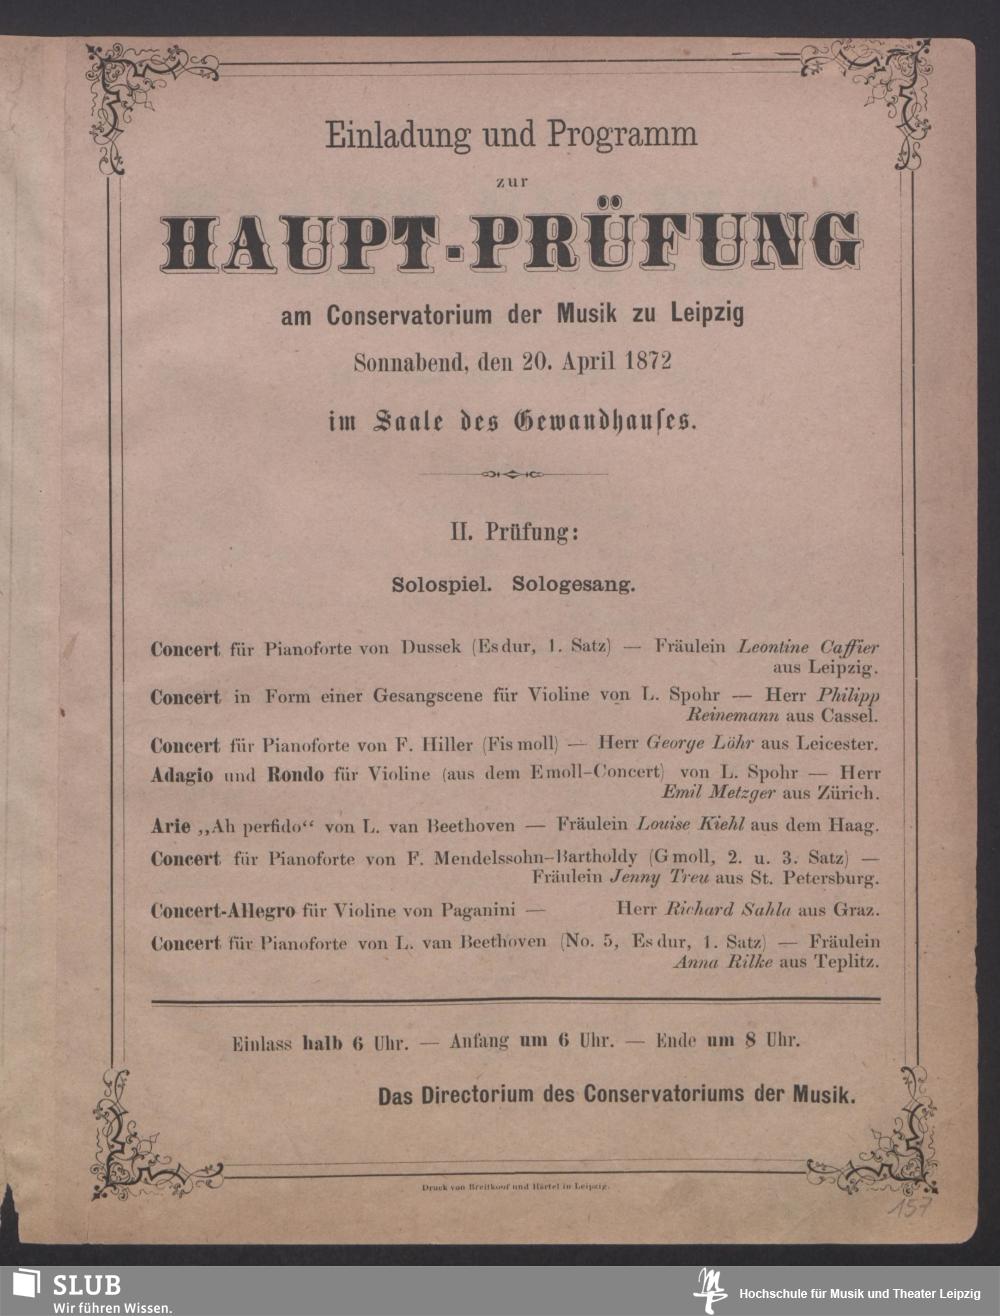 Einladung und Programm
zur
HAUPT-PRÜFUNG
am Conservatorium der Musik zu Leipzig
Sonnabend, den 20. April 1872
im Saale des Gewandhauſes.
II. Prüfung:
Solospiel. Sologesang.
Concert für Pianoforte von Dussek (Es dur, 1. Satz) — Fräulein Leontine Caffier
aus Leipzig.
Concert in Form einer Gesangscene für Violine von L. Spohr — Herr Philipp
Reinemann aus Cassel.
Concert für Pianoforte von F. Hiller (Fis moll) — Herr George Löhr aus Leicester.
Adagio und Rondo für Violine (aus dem Emoll-Concert) von L. Spohr — Herr
Emil Metzger aus Zürich.
Arie „Ah perfido“ von L. van Beethoven — Fräulein Louise Kiehl aus dem Haag.
Concert für Pianoforte von F. Mendelssohn-Bartholdy (G moll, 2. u. 3. Satz) —
Fräulein Jenny Treu aus St. Petersburg.
Concert-Allegro für Violine von Paganini — Herr Richard Sahla aus Graz.
Concert für Pianoforte von L. van Beethoven (No. 5, Es dur, 1. Satz) — Fräulein
Anna Rilke aus Teplitz.
Einlass halb 6 Uhr. — Anfang um 6 Uhr. — Ende um 8 Uhr.
Das Directorium des Conservatoriums der Musik.
Druck von Breitkopf und Härtel in Leipzig.
157
SLUB
Wir führen Wissen.
Hochschule für Musik und Theater Leipzig